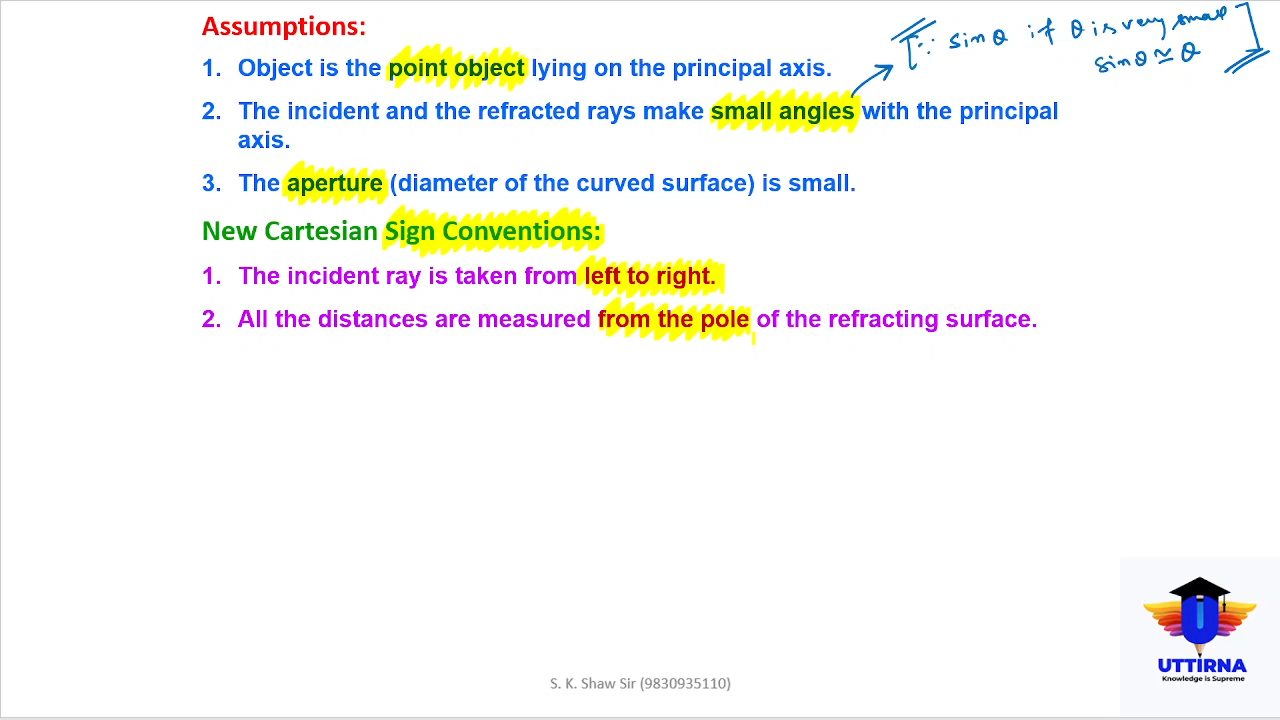 Assumptions:
[∵ sin θ if θ is very small
sin θ ≅ θ ]
1. Object is the point object lying on the principal axis.
2. The incident and the refracted rays make small angles with the principal
axis.
3. The aperture (diameter of the curved surface) is small.
New Cartesian Sign Conventions:
1. The incident ray is taken from left to right.
2. All the distances are measured from the pole of the refracting surface.
U
UTTIRNA
Knowledge is Supreme
S. K. Shaw Sir (9830935110)